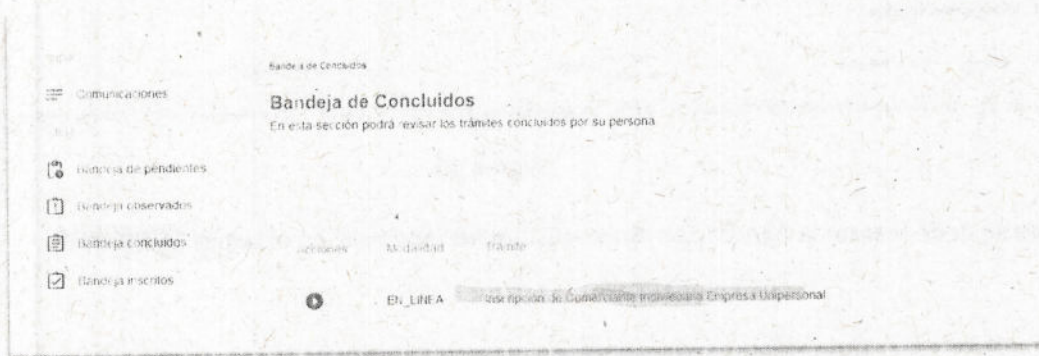 Bandeja de Concluidos
Comunicaciones
Bandeja de Concluidos
En esta sección podrá revisar los trámites concluidos por su persona
Bandeja de pendientes
Bandeja observados
Bandeja concluidos
Bandeja inscritos
Acciones Modalidad Trámite
EN_LINEA Inscripción de Comerciante Individual o Empresa Unipersonal